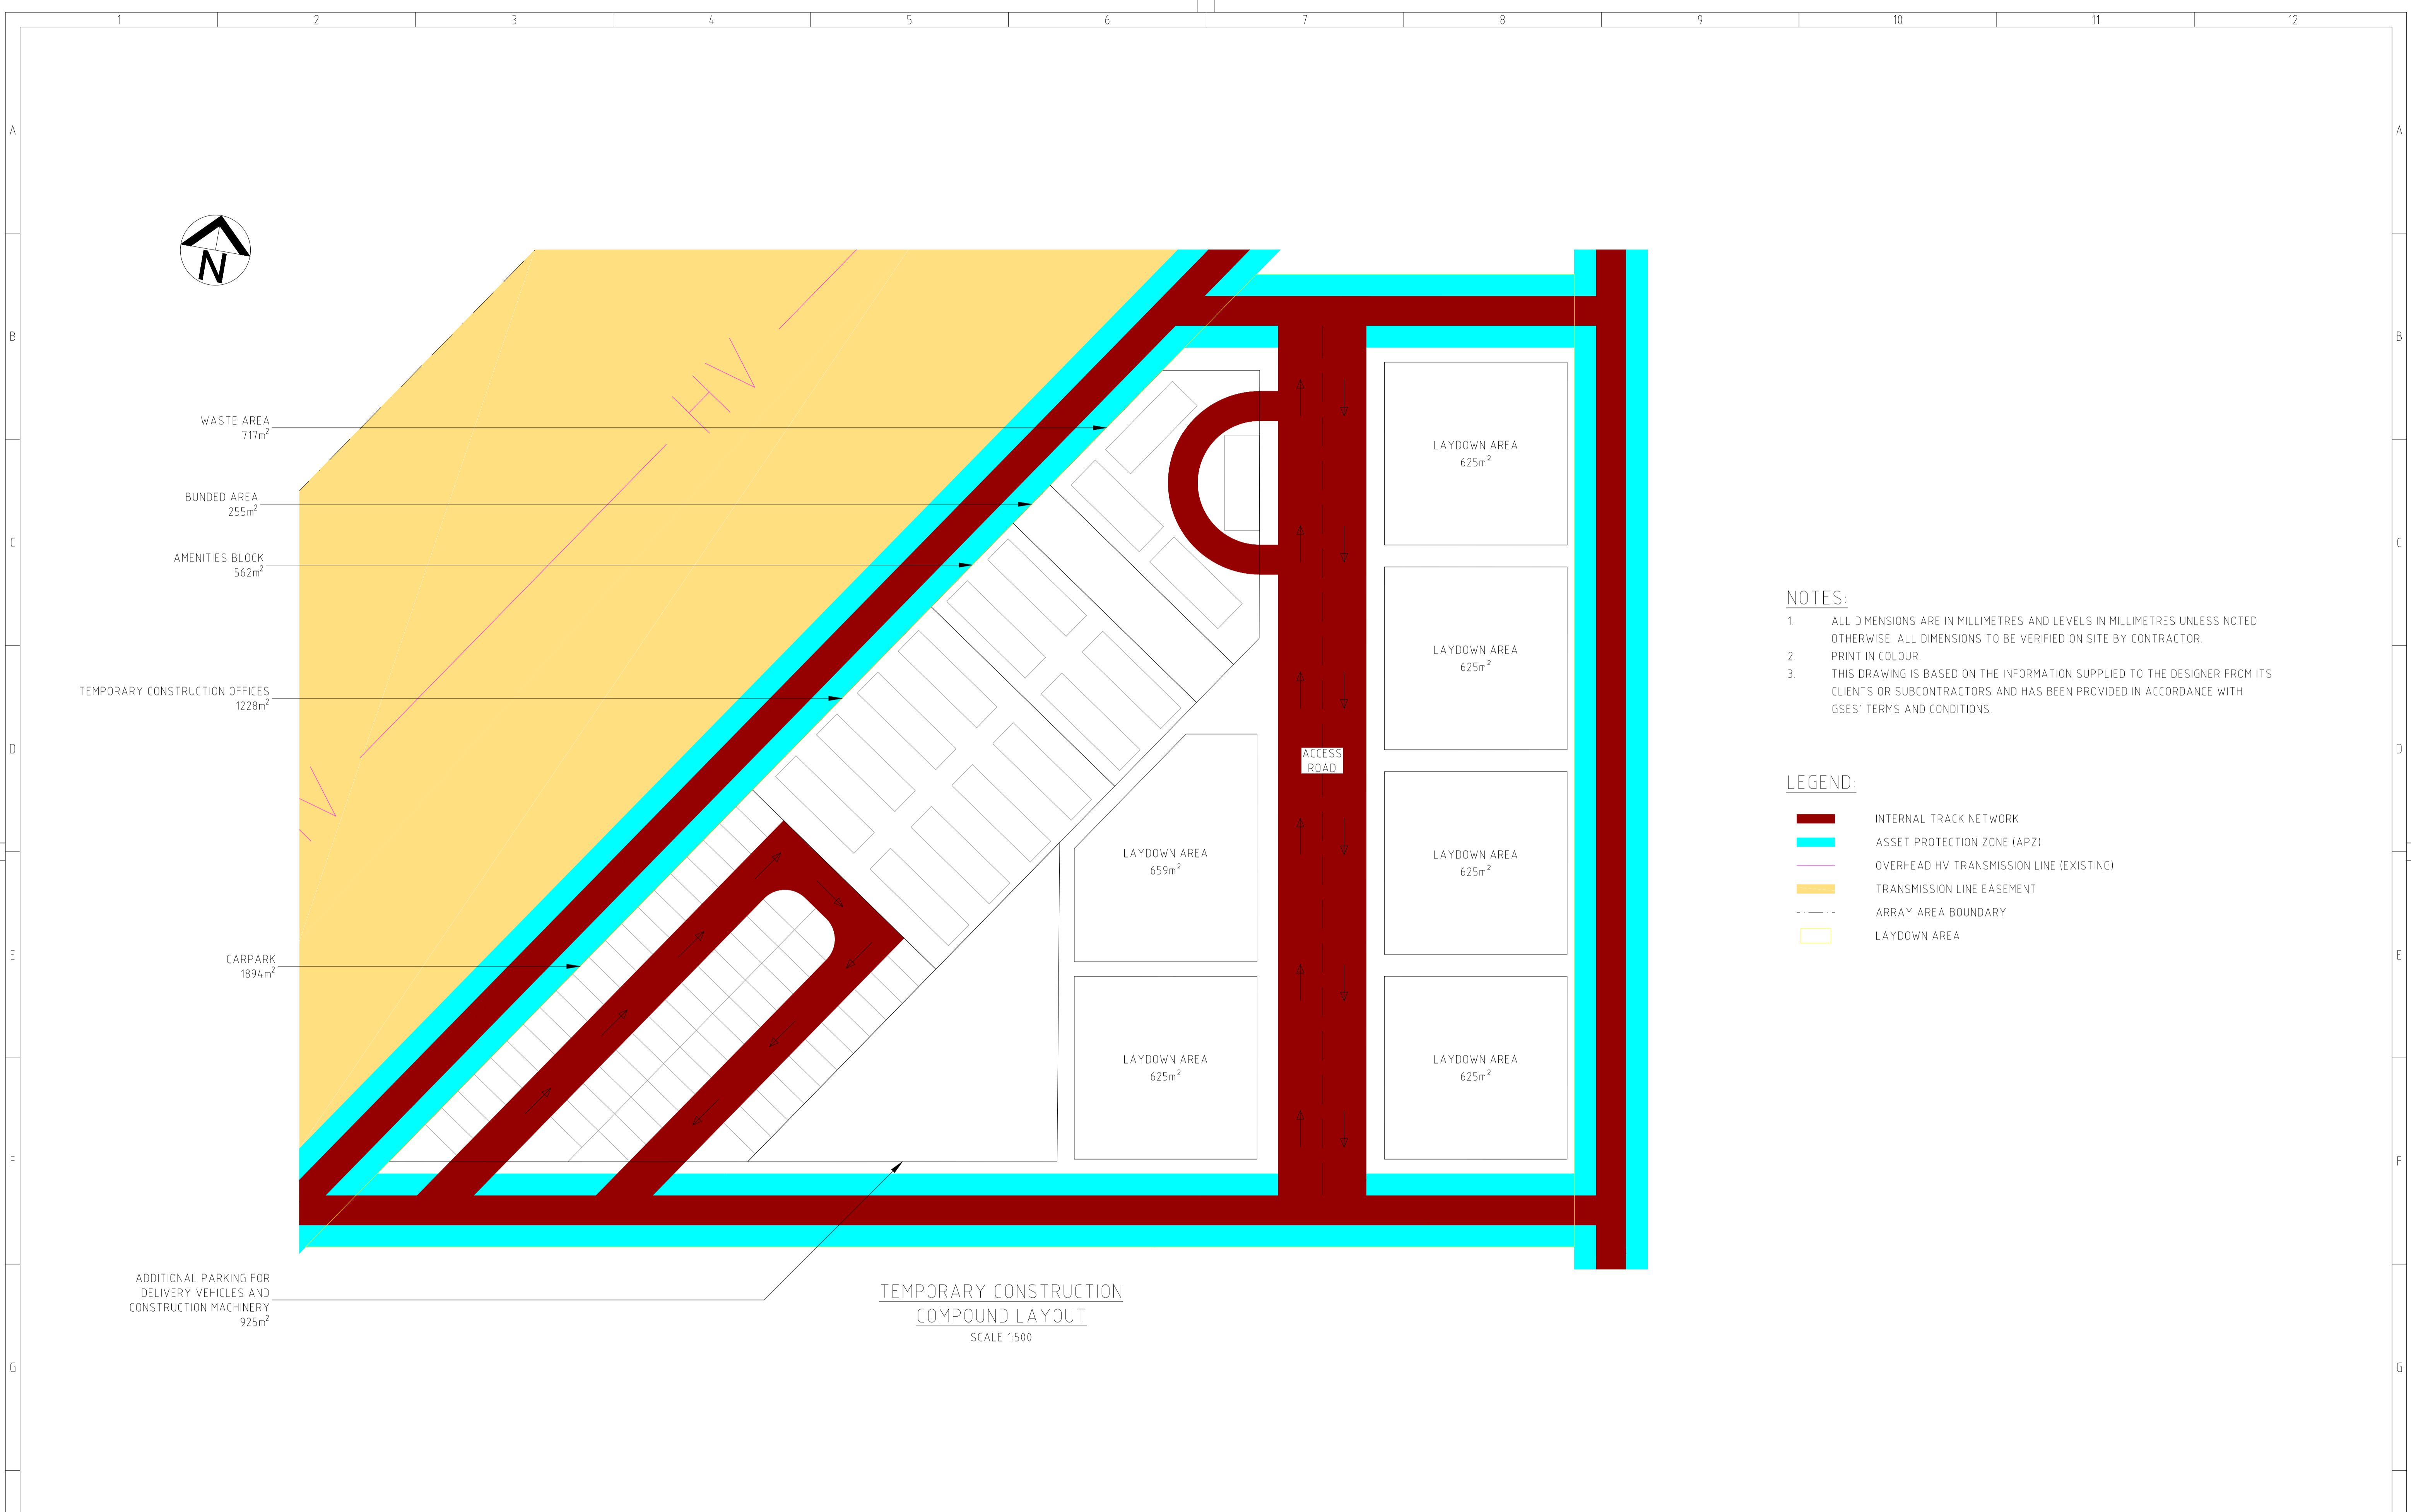 1 2 3 4 5 6 7 8 9 10 11 12
A A
B B
C C
D D
E E
F F
G G
N
HV
WASTE AREA
717m²
BUNDED AREA
255m²
AMENITIES BLOCK
562m²
TEMPORARY CONSTRUCTION OFFICES
1228m²
CARPARK
1894m²
ADDITIONAL PARKING FOR
DELIVERY VEHICLES AND
CONSTRUCTION MACHINERY
925m²
LAYDOWN AREA
625m²
LAYDOWN AREA
625m²
LAYDOWN AREA
625m²
LAYDOWN AREA
625m²
LAYDOWN AREA
659m²
LAYDOWN AREA
625m²
ACCESS
ROAD
TEMPORARY CONSTRUCTION
COMPOUND LAYOUT
SCALE 1:500
NOTES:
1. ALL DIMENSIONS ARE IN MILLIMETRES AND LEVELS IN MILLIMETRES UNLESS NOTED
OTHERWISE. ALL DIMENSIONS TO BE VERIFIED ON SITE BY CONTRACTOR.
2. PRINT IN COLOUR.
3. THIS DRAWING IS BASED ON THE INFORMATION SUPPLIED TO THE DESIGNER FROM ITS
CLIENTS OR SUBCONTRACTORS AND HAS BEEN PROVIDED IN ACCORDANCE WITH
GSES' TERMS AND CONDITIONS.
LEGEND:
INTERNAL TRACK NETWORK
ASSET PROTECTION ZONE (APZ)
OVERHEAD HV TRANSMISSION LINE (EXISTING)
TRANSMISSION LINE EASEMENT
ARRAY AREA BOUNDARY
LAYDOWN AREA